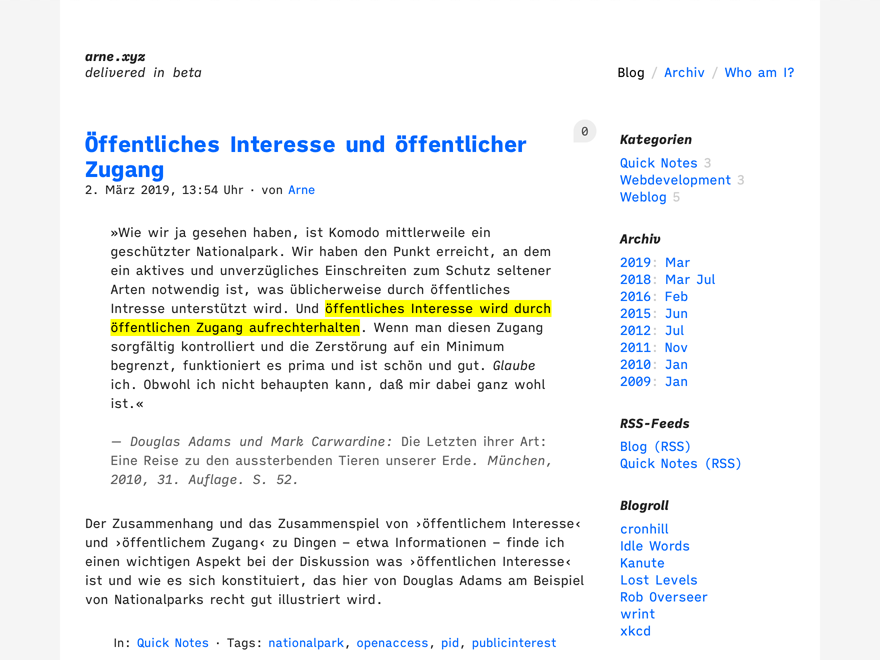 arne.xyz
delivered in beta
Blog / Archiv / Who am I?
Öffentliches Interesse und öffentlicher
Zugang
0
2. März 2019, 13:54 Uhr · von Arne
»Wie wir ja gesehen haben, ist Komodo mittlerweile ein
geschützter Nationalpark. Wir haben den Punkt erreicht, an dem
ein aktives und unverzügliches Einschreiten zum Schutz seltener
Arten notwendig ist, was üblicherweise durch öffentliches
Intresse unterstützt wird. Und öffentliches Interesse wird durch
öffentlichen Zugang aufrechterhalten. Wenn man diesen Zugang
sorgfältig kontrolliert und die Zerstörung auf ein Minimum
begrenzt, funktioniert es prima und ist schön und gut. Glaube
ich. Obwohl ich nicht behaupten kann, daß mir dabei ganz wohl
ist.«
— Douglas Adams und Mark Carwardine: Die Letzten ihrer Art:
Eine Reise zu den aussterbenden Tieren unserer Erde. München,
2010, 31. Auflage. S. 52.
Der Zusammenhang und das Zusammenspiel von ›öffentlichem Interesse‹
und ›öffentlichem Zugang‹ zu Dingen – etwa Informationen – finde ich
einen wichtigen Aspekt bei der Diskussion was ›öffentlichen Interesse‹
ist und wie es sich konstituiert, das hier von Douglas Adams am Beispiel
von Nationalparks recht gut illustriert wird.
In: Quick Notes · Tags: nationalpark, openaccess, pid, publicinterest
Kategorien
Quick Notes 3
Webdevelopment 3
Weblog 5
Archiv
2019: Mar
2018: Mar Jul
2016: Feb
2015: Jun
2012: Jul
2011: Nov
2010: Jan
2009: Jan
RSS-Feeds
Blog (RSS)
Quick Notes (RSS)
Blogroll
cronhill
Idle Words
Kanute
Lost Levels
Rob Overseer
wrint
xkcd